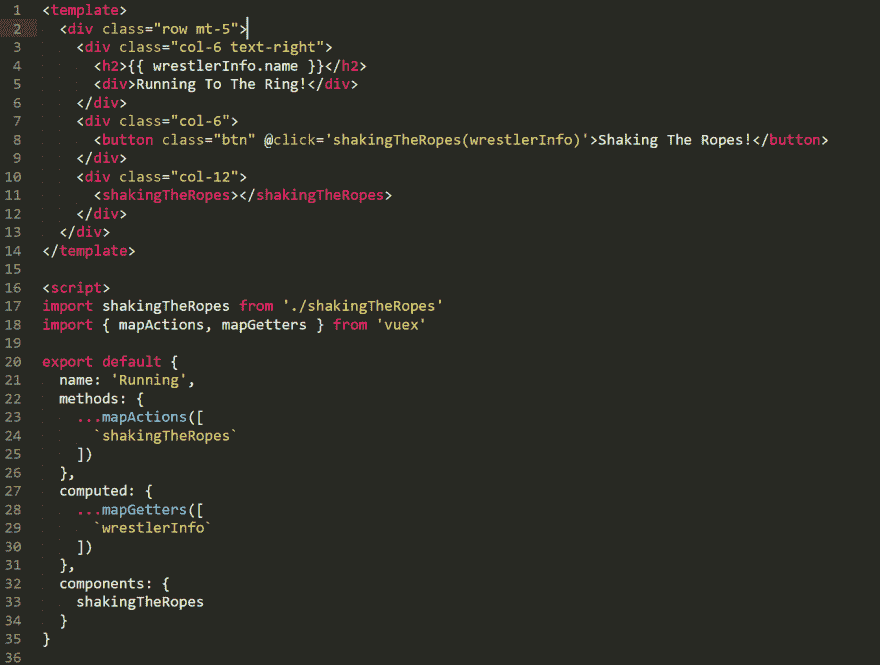 1 <template>
2   <div class="row mt-5">
3     <div class="col-6 text-right">
4       <h2>{{ wrestlerInfo.name }}</h2>
5       <div>Running To The Ring!</div>
6     </div>
7     <div class="col-6">
8       <button class="btn" @click='shakingTheRopes(wrestlerInfo)'>Shaking The Ropes!</button>
9     </div>
10     <div class="col-12">
11       <shakingTheRopes></shakingTheRopes>
12     </div>
13   </div>
14 </template>
15
16 <script>
17 import shakingTheRopes from './shakingTheRopes'
18 import { mapActions, mapGetters } from 'vuex'
19
20 export default {
21   name: 'Running',
22   methods: {
23     ...mapActions([
24       `shakingTheRopes`
25     ])
26   },
27   computed: {
28     ...mapGetters([
29       `wrestlerInfo`
30     ])
31   },
32   components: {
33     shakingTheRopes
34   }
35 }
36